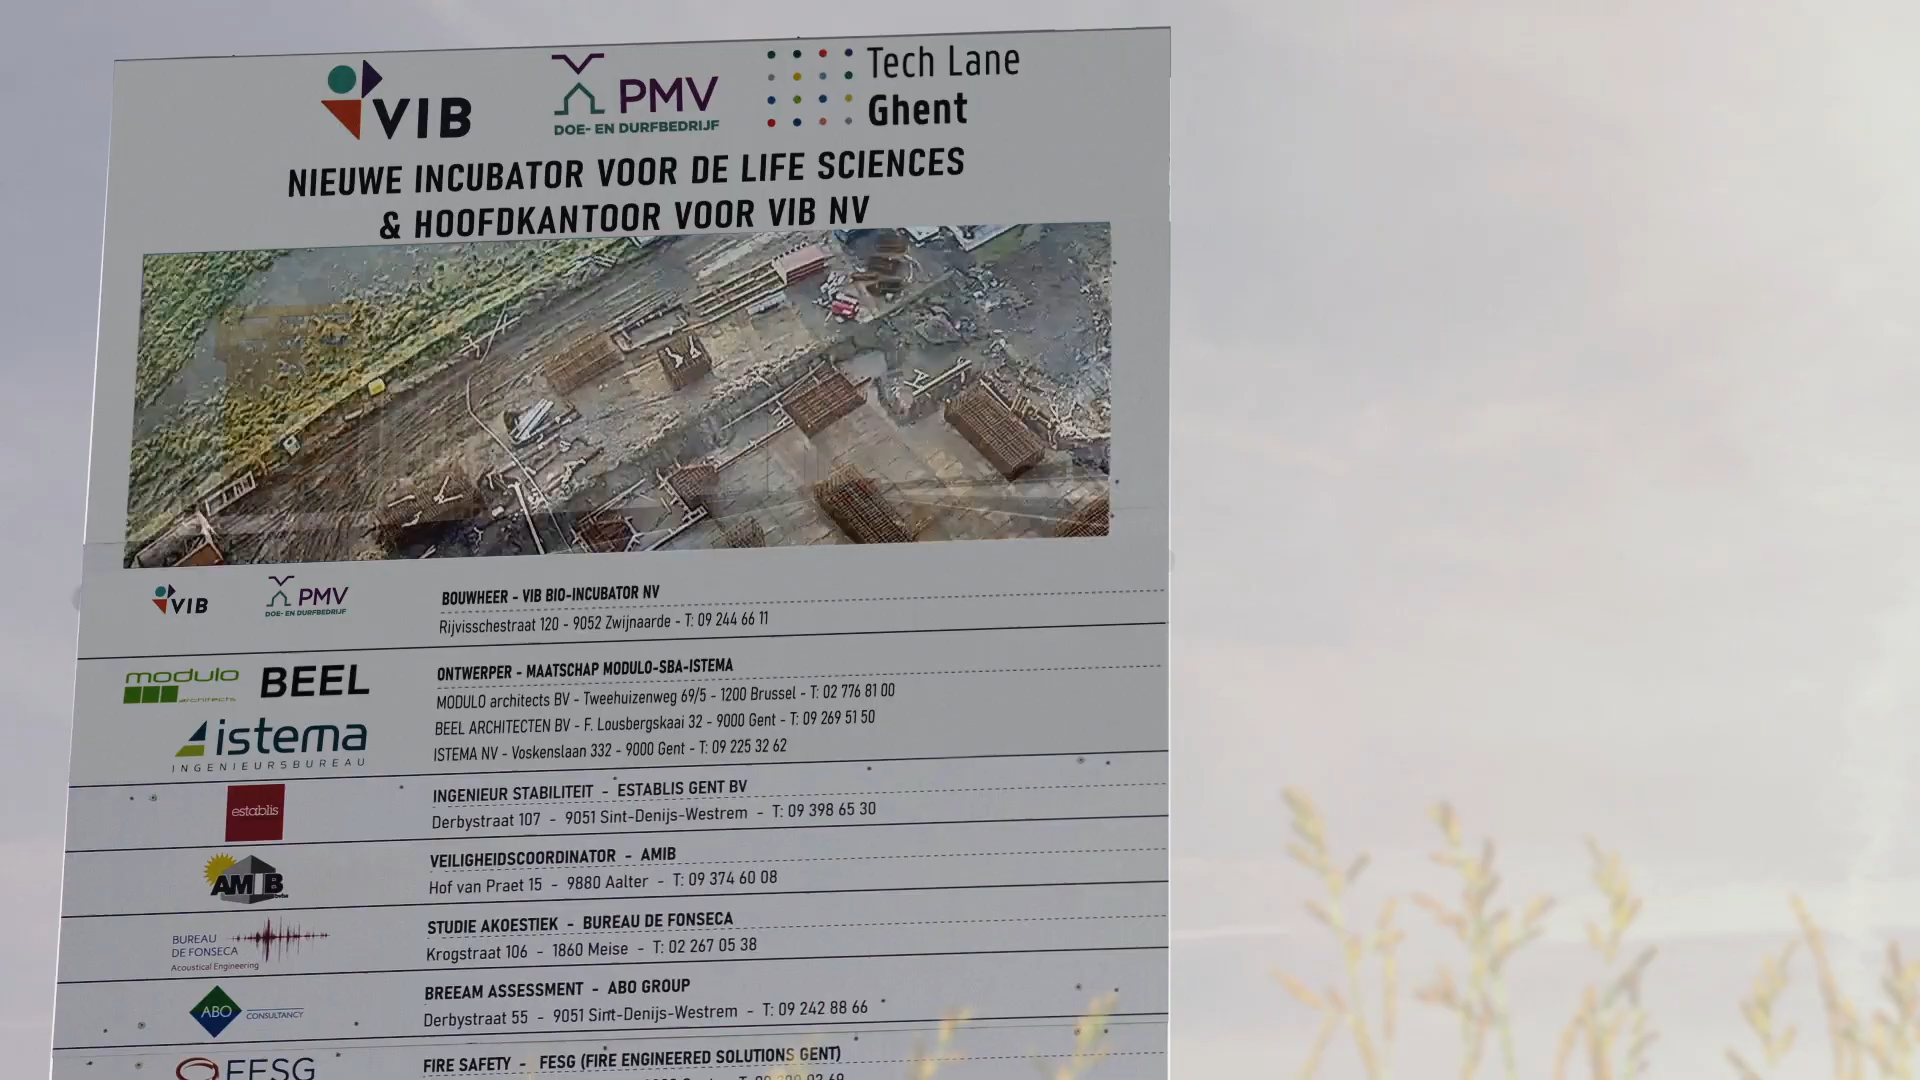 VIB
PMV
DOE- EN DURFBEDRIJF
Tech Lane
Ghent
NIEUWE INCUBATOR VOOR DE LIFE SCIENCES
& HOOFDKANTOOR VOOR VIB NV
VIB
PMV
DOE- EN DURFBEDRIJF
BOUWHEER - VIB BIO-INCUBATOR NV
Rijvisschestraat 120 - 9052 Zwijnaarde - T: 09 244 66 11
modulo
architects
BEEL
istema
INGENIEURSBUREAU
ONTWERPER - MAATSCHAP MODULO-SBA-ISTEMA
MODULO architects BV - Tweehuizenweg 69/5 - 1200 Brussel - T: 02 776 81 00
BEEL ARCHITECTEN BV - F. Lousbergskaai 32 - 9000 Gent - T: 09 269 51 50
ISTEMA NV - Voskenslaan 332 - 9000 Gent - T: 09 225 32 62
establis
INGENIEUR STABILITEIT - ESTABLIS GENT BV
Derbystraat 107 - 9051 Sint-Denijs-Westrem - T: 09 398 65 30
AMIB
VEILIGHEIDSCOORDINATOR - AMIB
Hof van Praet 15 - 9880 Aalter - T: 09 374 60 08
BUREAU
DE FONSECA
Acoustical Engineering
STUDIE AKOESTIEK - BUREAU DE FONSECA
Krogstraat 106 - 1860 Meise - T: 02 267 05 38
ABO
CONSULTANCY
BREEAM ASSESSMENT - ABO GROUP
Derbystraat 55 - 9051 Sint-Denijs-Westrem - T: 09 242 88 66
FESG
FIRE SAFETY - FESG (FIRE ENGINEERED SOLUTIONS GENT)